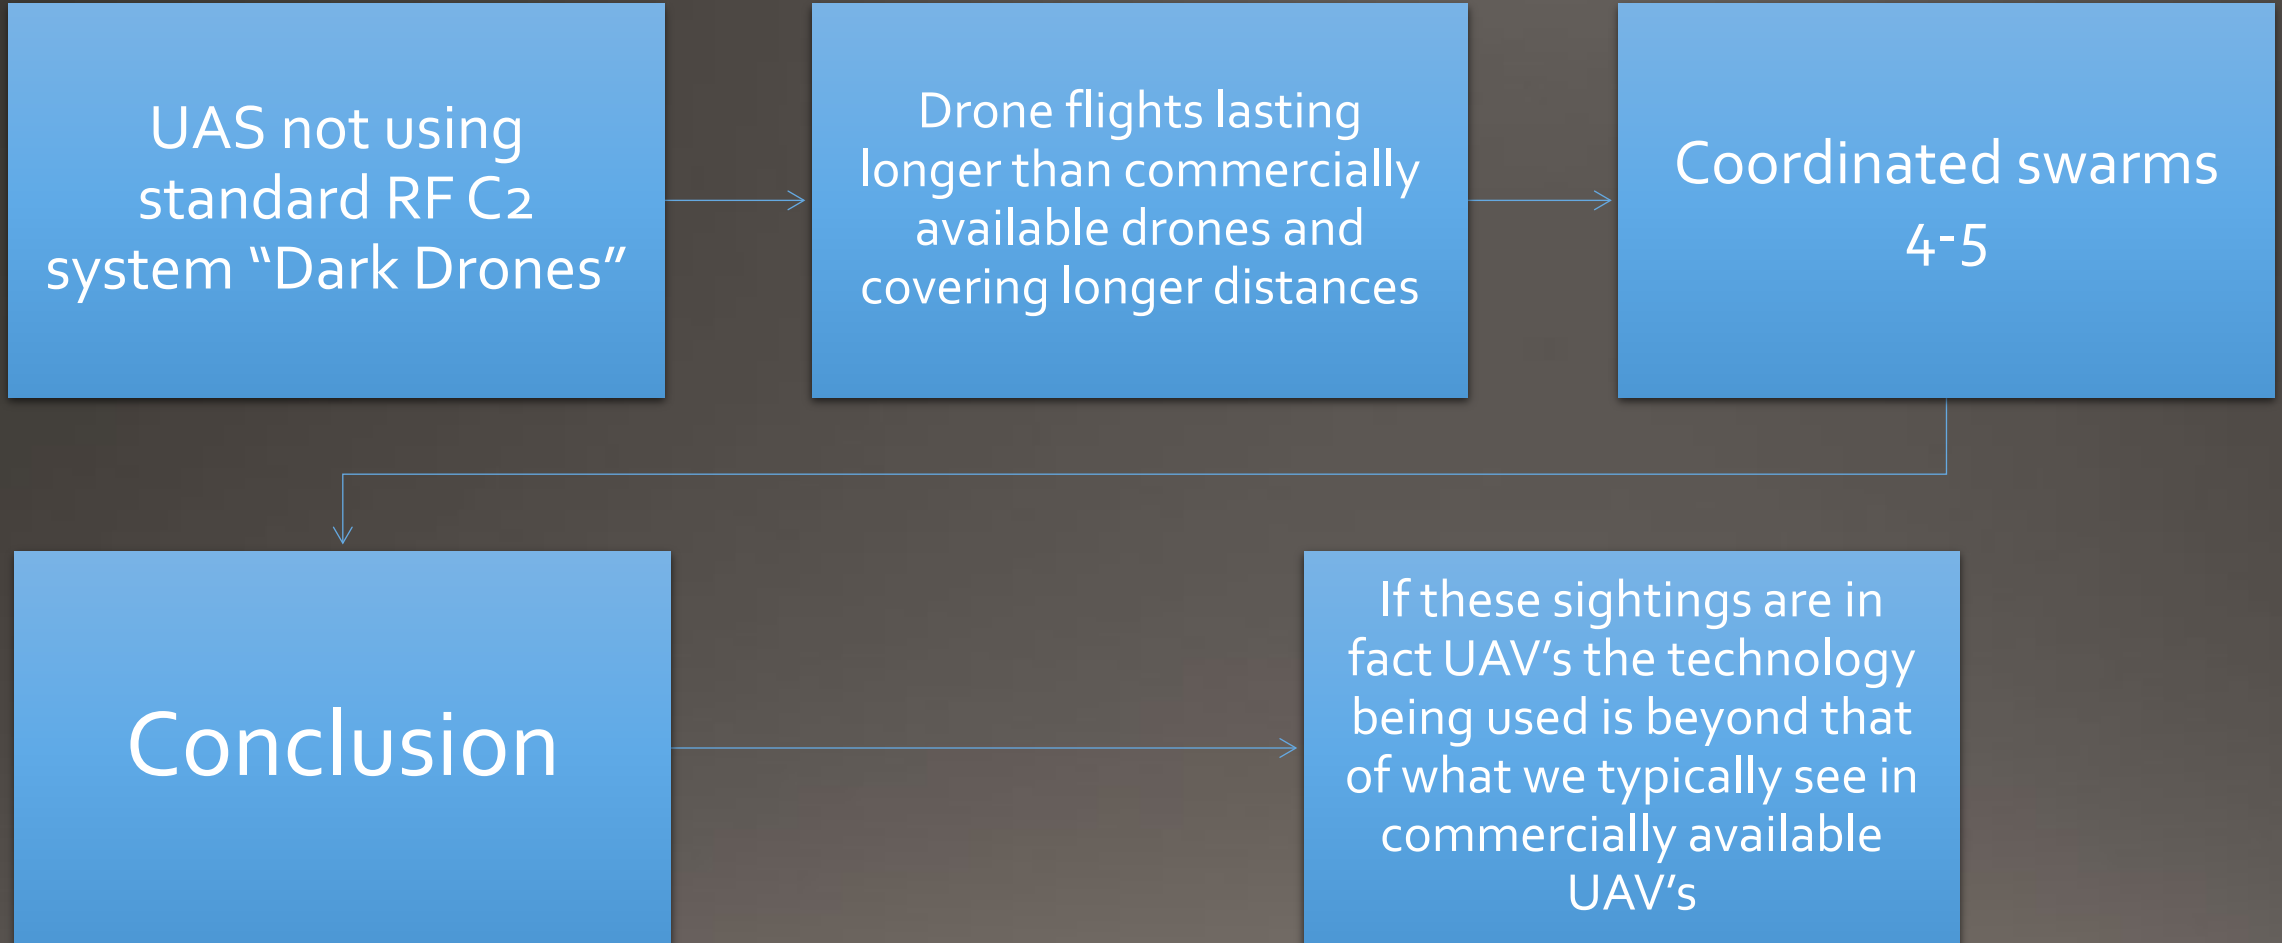 UAS not using
standard RF C2
system “Dark Drones”
Drone flights lasting
longer than commercially
available drones and
covering longer distances
Coordinated swarms
4-5
Conclusion
If these sightings are in
fact UAV’s the technology
being used is beyond that
of what we typically see in
commercially available
UAV’s